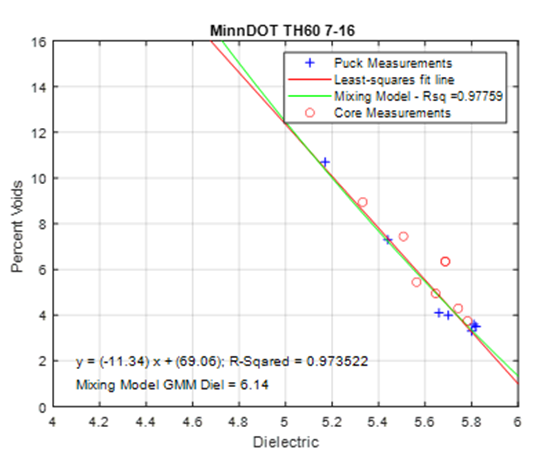 MinnDOT TH60 7-16
Puck Measurements
Least-squares fit line
Mixing Model - Rsq =0.97759
Core Measurements
16
14
12
10
8
6
4
2
0
Percent Voids
y = (-11.34) x + (69.06); R-Sqared = 0.973522
Mixing Model GMM Diel = 6.14
4 4.2 4.4 4.6 4.8 5 5.2 5.4 5.6 5.8 6
Dielectric